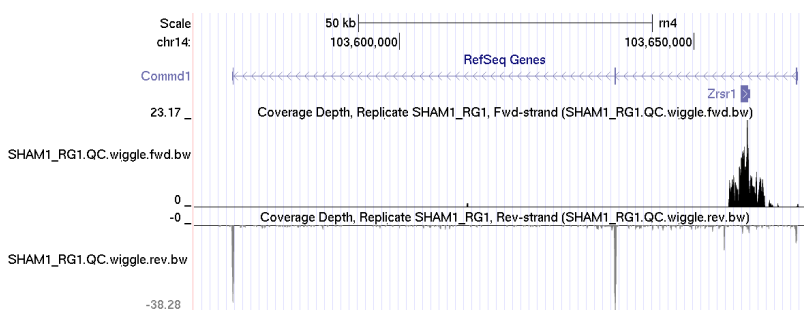 Scale 50 kb rn4
chr14: 103,600,000 103,650,000
RefSeq Genes
Commd1
Zrsr1
23.17 _ Coverage Depth, Replicate SHAM1_RG1, Fwd-strand (SHAM1_RG1.QC.wiggle.fwd.bw)
SHAM1_RG1.QC.wiggle.fwd.bw
0 _
-0 _ Coverage Depth, Replicate SHAM1_RG1, Rev-strand (SHAM1_RG1.QC.wiggle.rev.bw)
SHAM1_RG1.QC.wiggle.rev.bw
-38.28